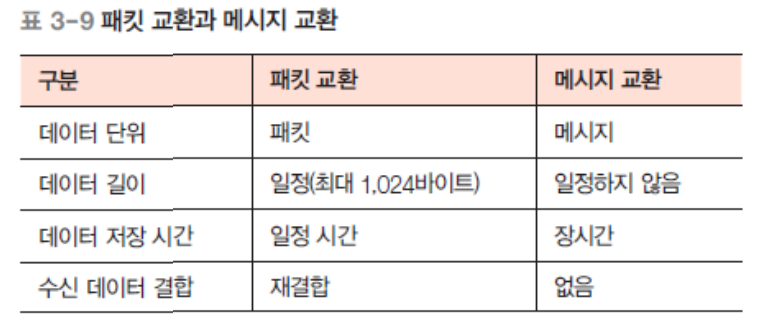 표 3-9 패킷 교환과 메시지 교환
구분 패킷 교환 메시지 교환
데이터 단위 패킷 메시지
데이터 길이 일정(최대 1,024바이트) 일정하지 않음
데이터 저장 시간 일정 시간 장시간
수신 데이터 결합 재결합 없음